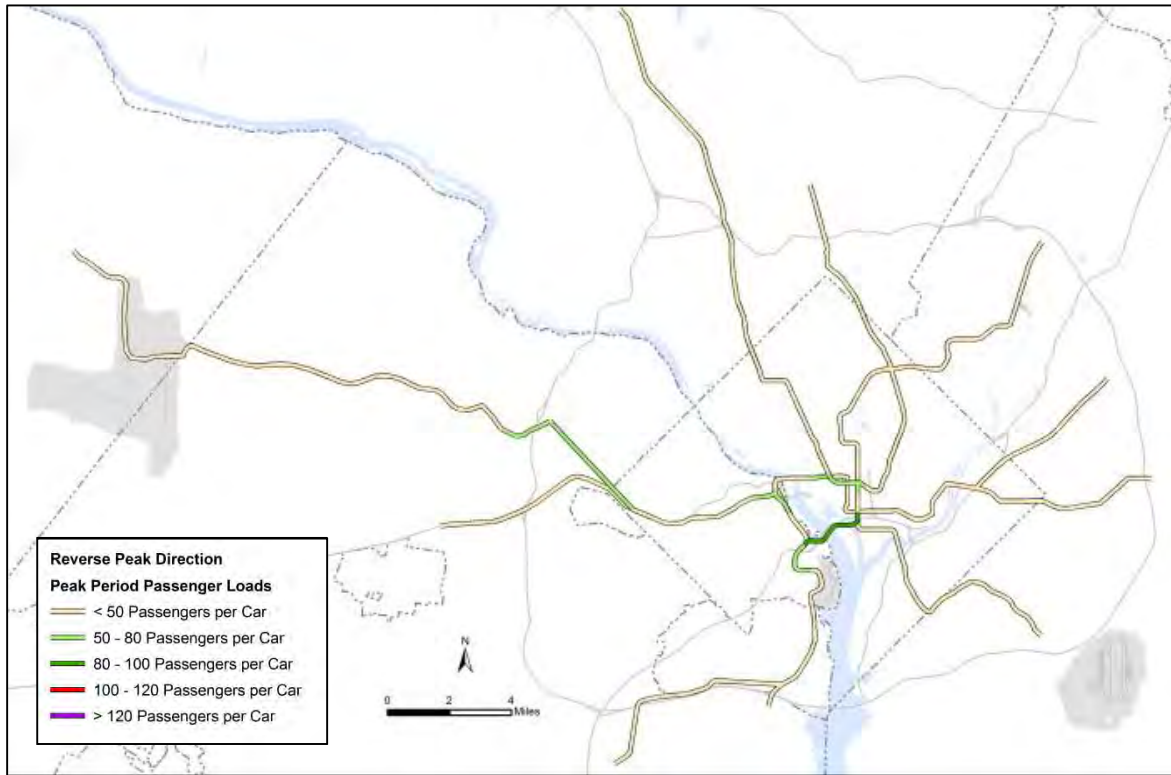 Reverse Peak Direction
Peak Period Passenger Loads
< 50 Passengers per Car
50 - 80 Passengers per Car
80 - 100 Passengers per Car
100 - 120 Passengers per Car
> 120 Passengers per Car
N
0 2 4
Miles